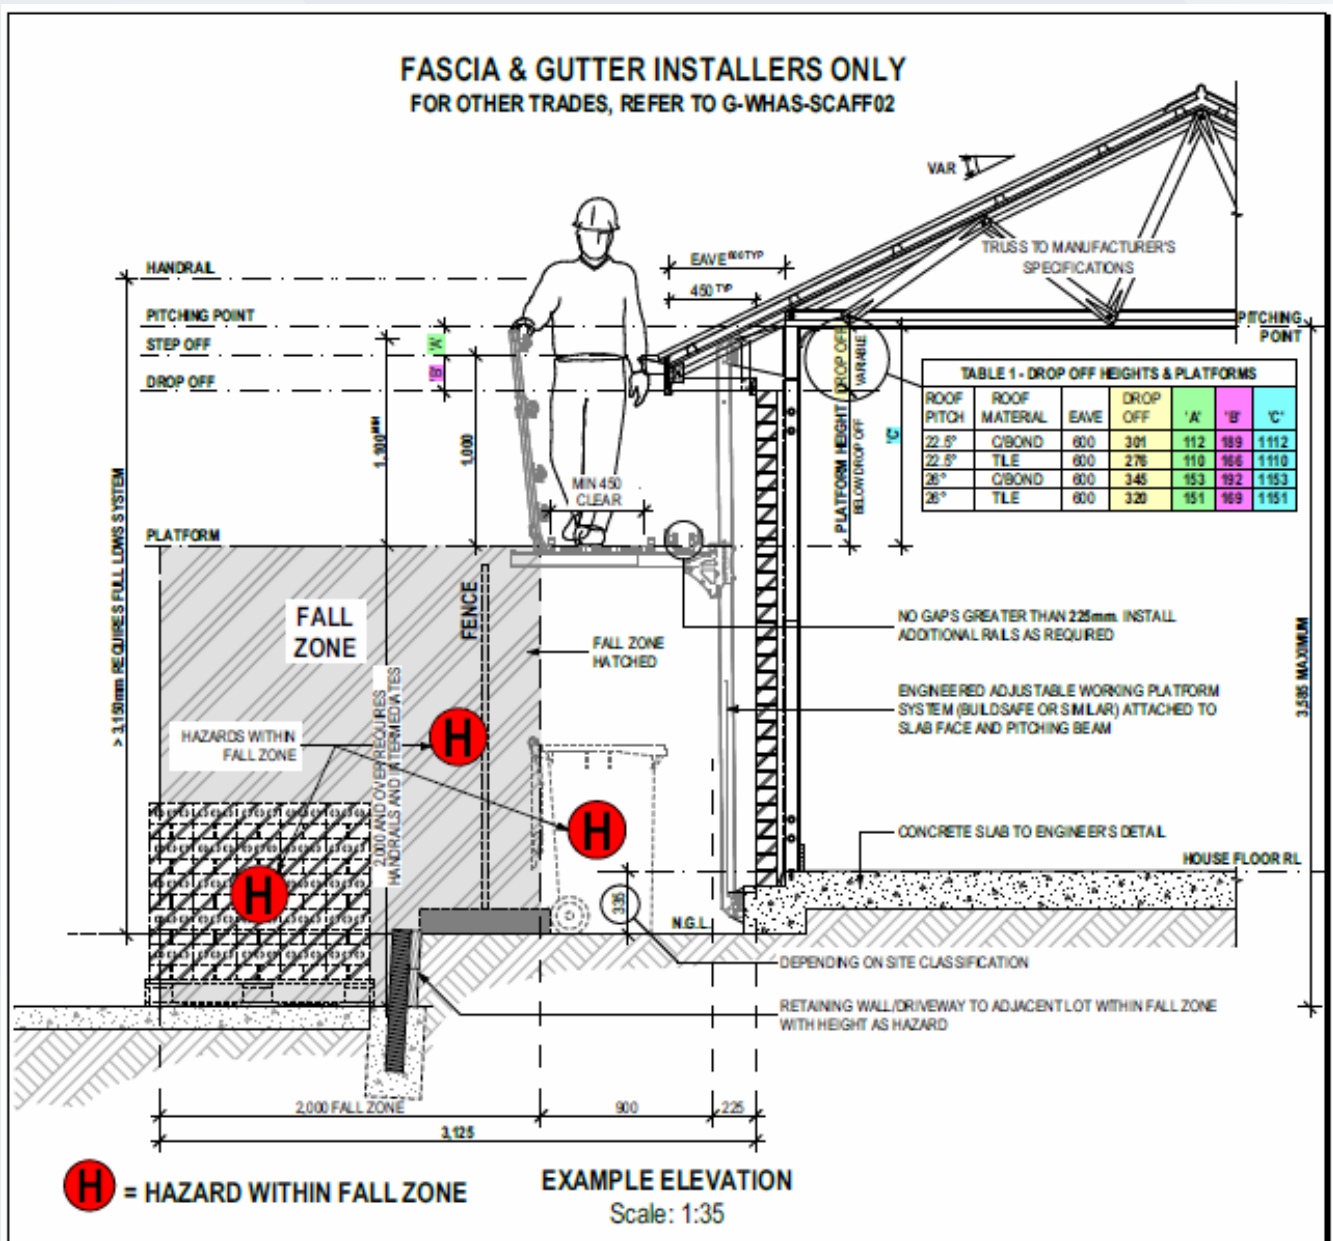 FASCIA & GUTTER INSTALLERS ONLY
FOR OTHER TRADES, REFER TO G-WHAS-SCAFF02
VAR
TRUSS TO MANUFACTURER'S
SPECIFICATIONS
EAVE 600 TYP
450 TYP
HANDRAIL
PITCHING POINT
STEP OFF
DROP OFF
'A'
'B'
1,100 MIN
1,000
MIN 450
CLEAR
PLATFORM
> 3,150mm REQUIRES FULL LOWS SYSTEM
PITCHING
POINT
DROP OFF
VARIABLE
PLATFORM HEIGHT
BELOW DROP OFF
'C'
TABLE 1 - DROP OFF HEIGHTS & PLATFORMS
ROOF PITCH ROOF MATERIAL EAVE DROP OFF 'A' 'B' 'C'
22.5° C/BOND 600 301 112 189 1112
22.5° TILE 600 276 110 166 1110
26° C/BOND 600 345 153 192 1153
26° TILE 600 320 151 169 1151
FALL
ZONE
FENCE
FALL ZONE
HATCHED
NO GAPS GREATER THAN 225mm. INSTALL
ADDITIONAL RAILS AS REQUIRED
ENGINEERED ADJUSTABLE WORKING PLATFORM
SYSTEM (BUILDSAFE OR SIMILAR) ATTACHED TO
SLAB FACE AND PITCHING BEAM
3,585 MAXIMUM
HAZARDS WITHIN
FALL ZONE
2,000 AND OVER REQUIRES
HANDRAILS AND INTERMEDIATES
H
H
H
CONCRETE SLAB TO ENGINEER'S DETAIL
HOUSE FLOOR RL
335
N.G.L.
DEPENDING ON SITE CLASSIFICATION
RETAINING WALL/DRIVEWAY TO ADJACENT LOT WITHIN FALL ZONE
WITH HEIGHT AS HAZARD
2,000 FALL ZONE
900
225
3,125
H = HAZARD WITHIN FALL ZONE
EXAMPLE ELEVATION
Scale: 1:35